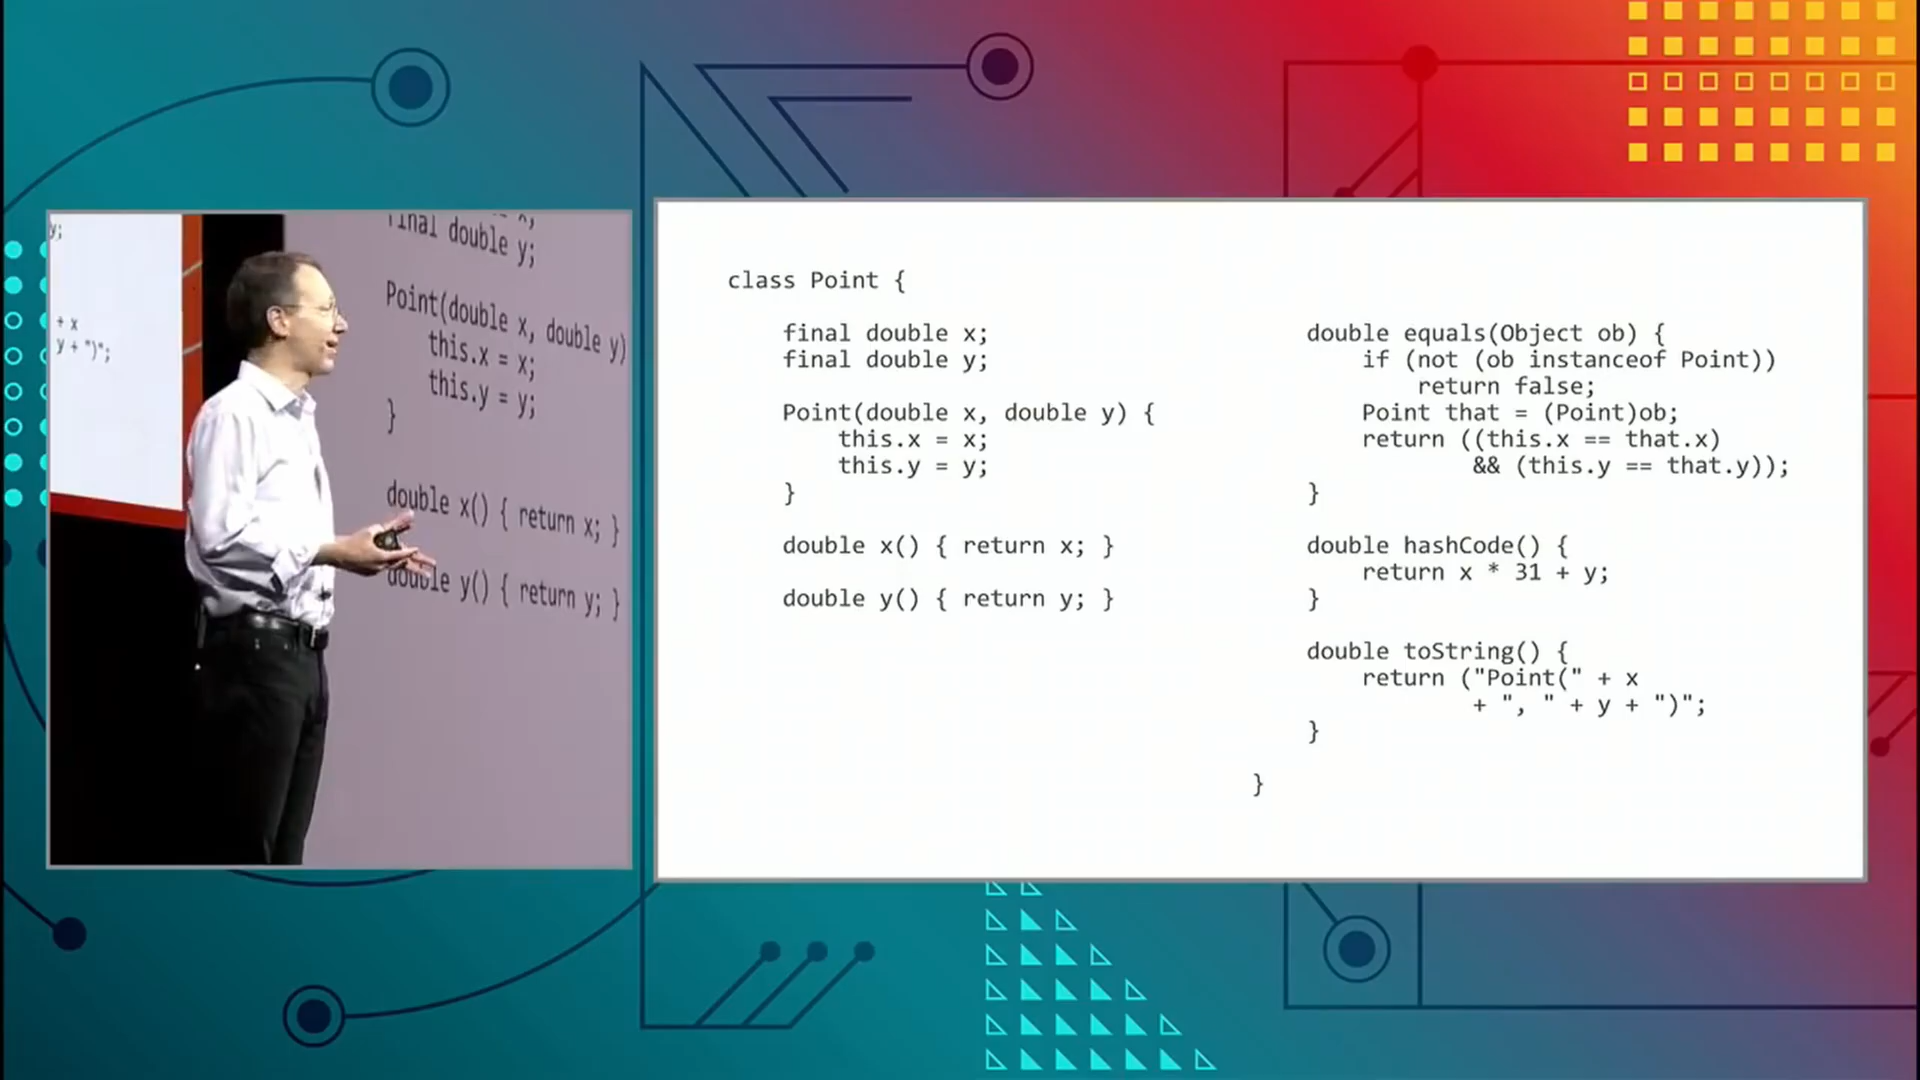 y;
+ x
y + ")";
final double y;
Point(double x, double y)
this.x = x;
this.y = y;
}
double x() { return x; }
double y() { return y; }
class Point {
final double x;
final double y;
Point(double x, double y) {
this.x = x;
this.y = y;
}
double x() { return x; }
double y() { return y; }
double equals(Object ob) {
if (not (ob instanceof Point))
return false;
Point that = (Point)ob;
return ((this.x == that.x)
&& (this.y == that.y));
}
double hashCode() {
return x * 31 + y;
}
double toString() {
return ("Point(" + x
+ ", " + y + ")";
}
}